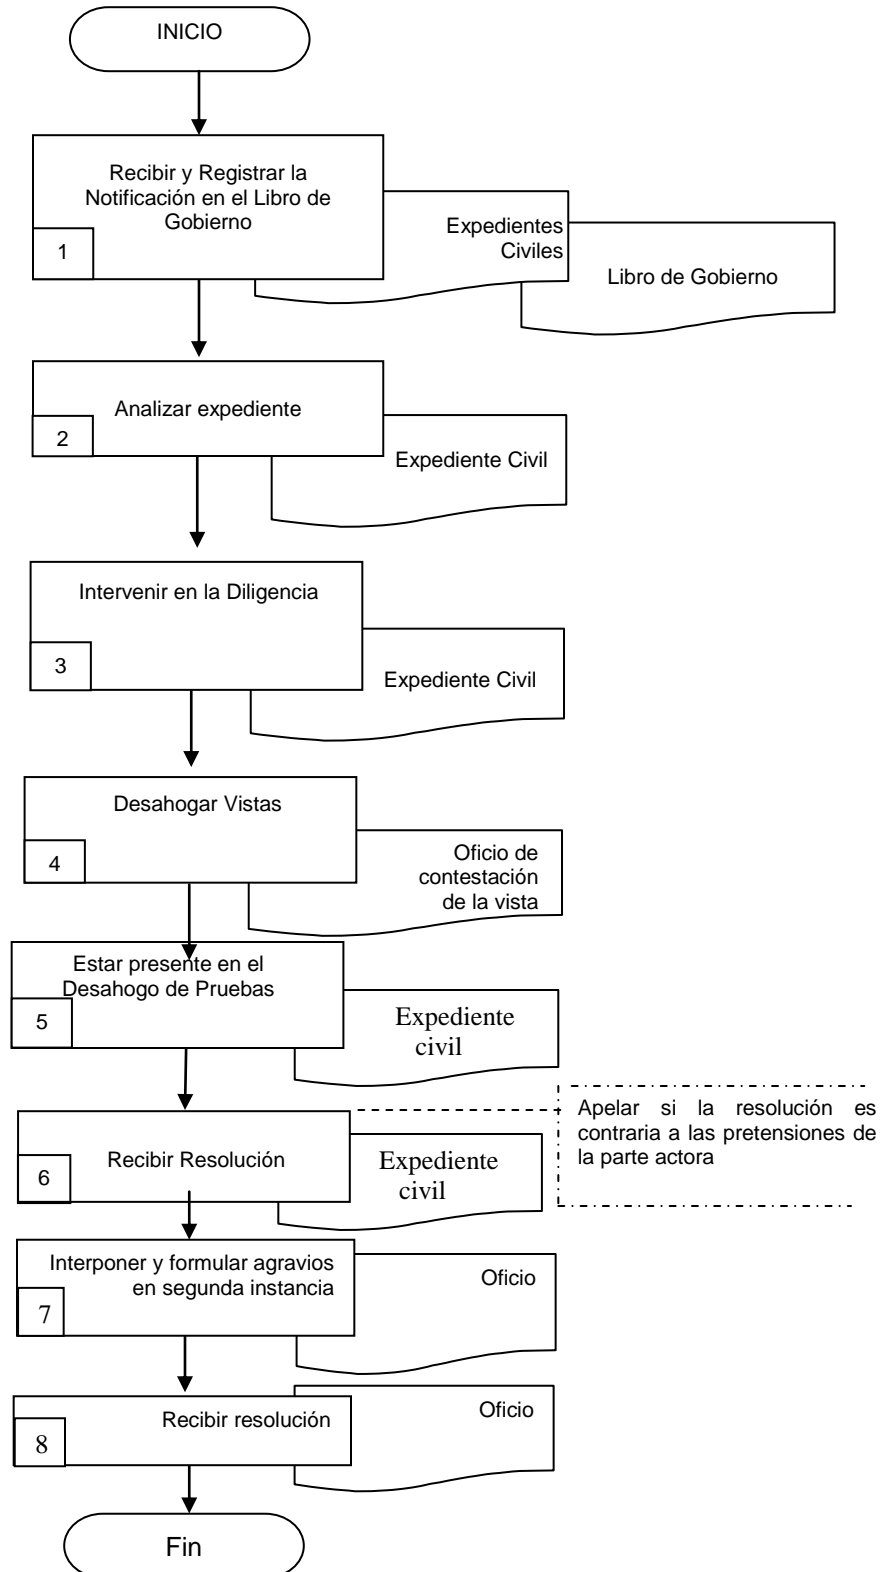 INICIO
Recibir y Registrar la
Notificación en el Libro de
Gobierno
1
Expedientes
Civiles
Libro de Gobierno
Analizar expediente
2
Expediente Civil
Intervenir en la Diligencia
3
Expediente Civil
Desahogar Vistas
4
Oficio de
contestación
de la vista
Estar presente en el
Desahogo de Pruebas
5
Expediente
civil
Apelar si la resolución es
contraria a las pretensiones de
la parte actora
Recibir Resolución
6
Expediente
civil
Interponer y formular agravios
en segunda instancia
7
Oficio
Recibir resolución
8
Oficio
Fin